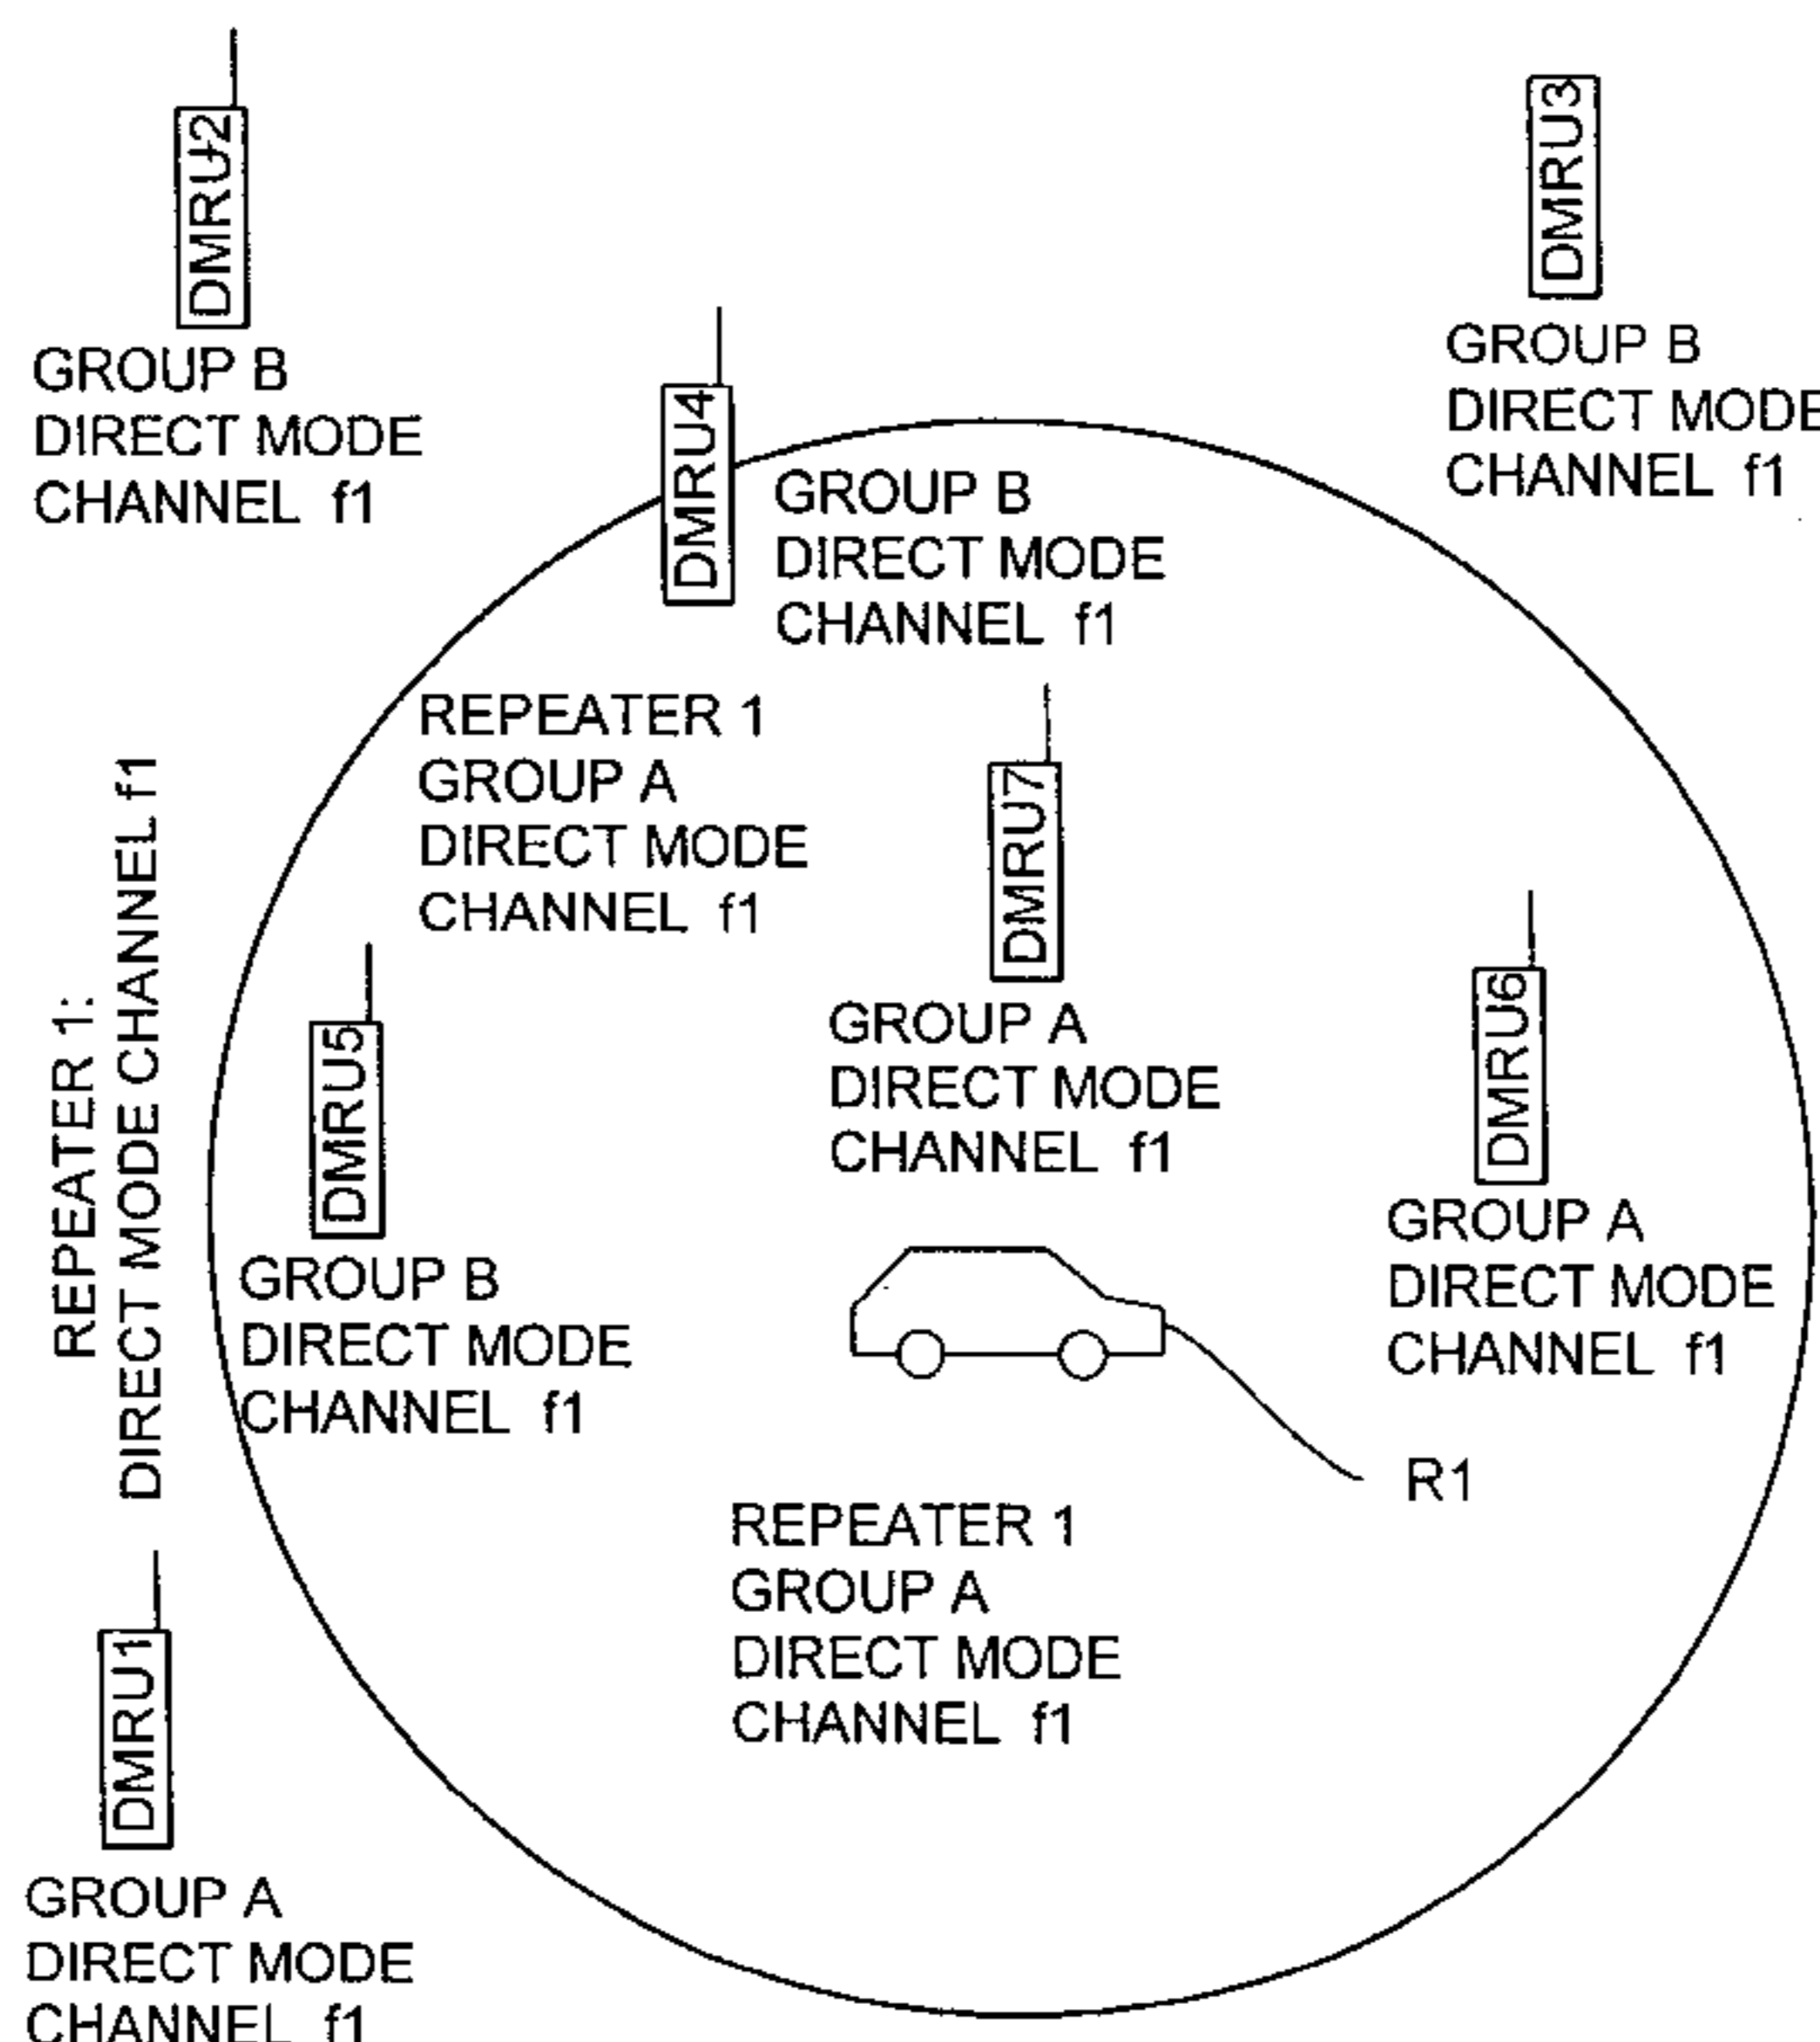 DMRU2
GROUP B
DIRECT MODE
CHANNEL f1
DMRU3
GROUP B
DIRECT MODE
CHANNEL f1
DMRU4
GROUP B
DIRECT MODE
CHANNEL f1
REPEATER 1
GROUP A
DIRECT MODE
CHANNEL f1
DMRU7
GROUP A
DIRECT MODE
CHANNEL f1
REPEATER 1:
DIRECT MODE CHANNEL f1
DMRU5
GROUP B
DIRECT MODE
CHANNEL f1
DMRU6
GROUP A
DIRECT MODE
CHANNEL f1
R1
REPEATER 1
GROUP A
DIRECT MODE
CHANNEL f1
DMRU1
GROUP A
DIRECT MODE
CHANNEL f1